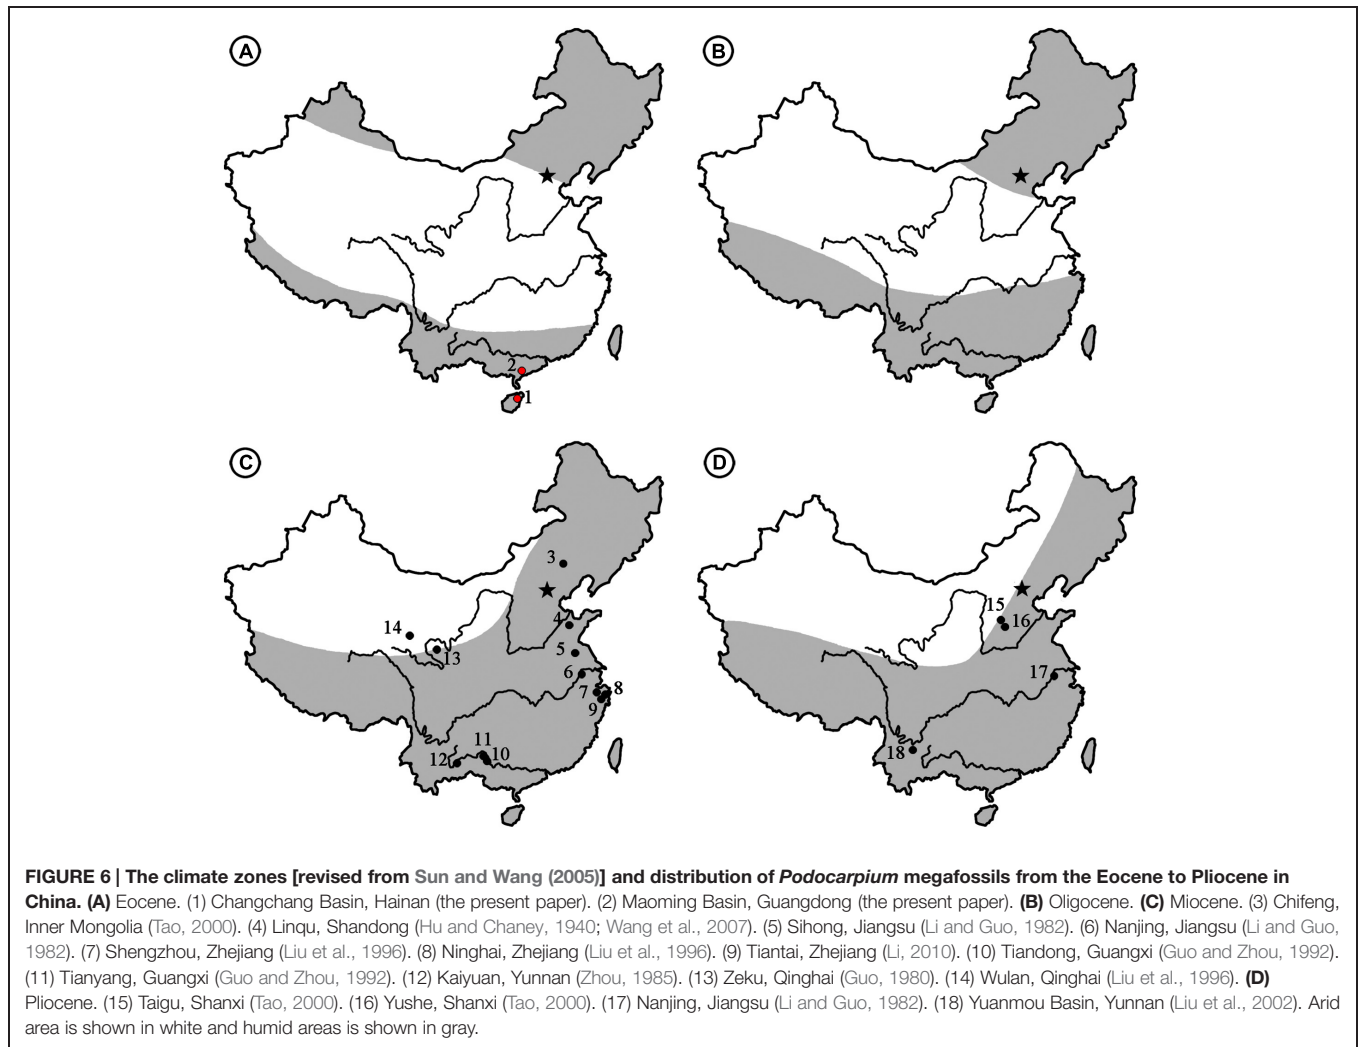 A
B
2
1
C
D
3
4
14
13
5
6
7
8
9
11
10
12
15
16
17
18
FIGURE 6 | The climate zones [revised from Sun and Wang (2005)] and distribution of Podocarpium megafossils from the Eocene to Pliocene in
China. (A) Eocene. (1) Changchang Basin, Hainan (the present paper). (2) Maoming Basin, Guangdong (the present paper). (B) Oligocene. (C) Miocene. (3) Chifeng,
Inner Mongolia (Tao, 2000). (4) Linqu, Shandong (Hu and Chaney, 1940; Wang et al., 2007). (5) Sihong, Jiangsu (Li and Guo, 1982). (6) Nanjing, Jiangsu (Li and Guo,
1982). (7) Shengzhou, Zhejiang (Liu et al., 1996). (8) Ninghai, Zhejiang (Liu et al., 1996). (9) Tiantai, Zhejiang (Li, 2010). (10) Tiandong, Guangxi (Guo and Zhou, 1992).
(11) Tianyang, Guangxi (Guo and Zhou, 1992). (12) Kaiyuan, Yunnan (Zhou, 1985). (13) Zeku, Qinghai (Guo, 1980). (14) Wulan, Qinghai (Liu et al., 1996). (D)
Pliocene. (15) Taigu, Shanxi (Tao, 2000). (16) Yushe, Shanxi (Tao, 2000). (17) Nanjing, Jiangsu (Li and Guo, 1982). (18) Yuanmou Basin, Yunnan (Liu et al., 2002). Arid
area is shown in white and humid areas is shown in gray.